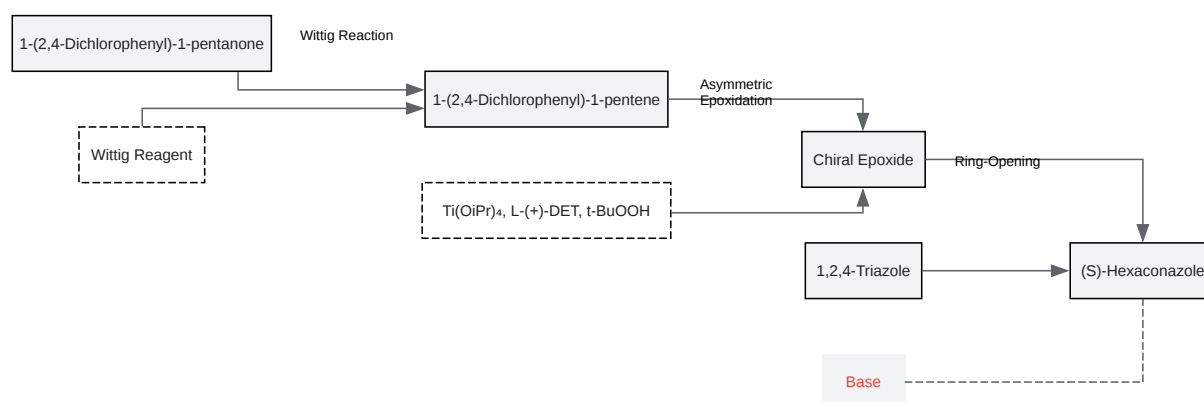 1-(2,4-Dichlorophenyl)-1-pentanone
Wittig Reaction
Wittig Reagent
1-(2,4-Dichlorophenyl)-1-pentene
Asymmetric
Epoxidation
Ti(OiPr)₄, L-(+)-DET, t-BuOOH
Chiral Epoxide
Ring-Opening
1,2,4-Triazole
(S)-Hexaconazole
Base